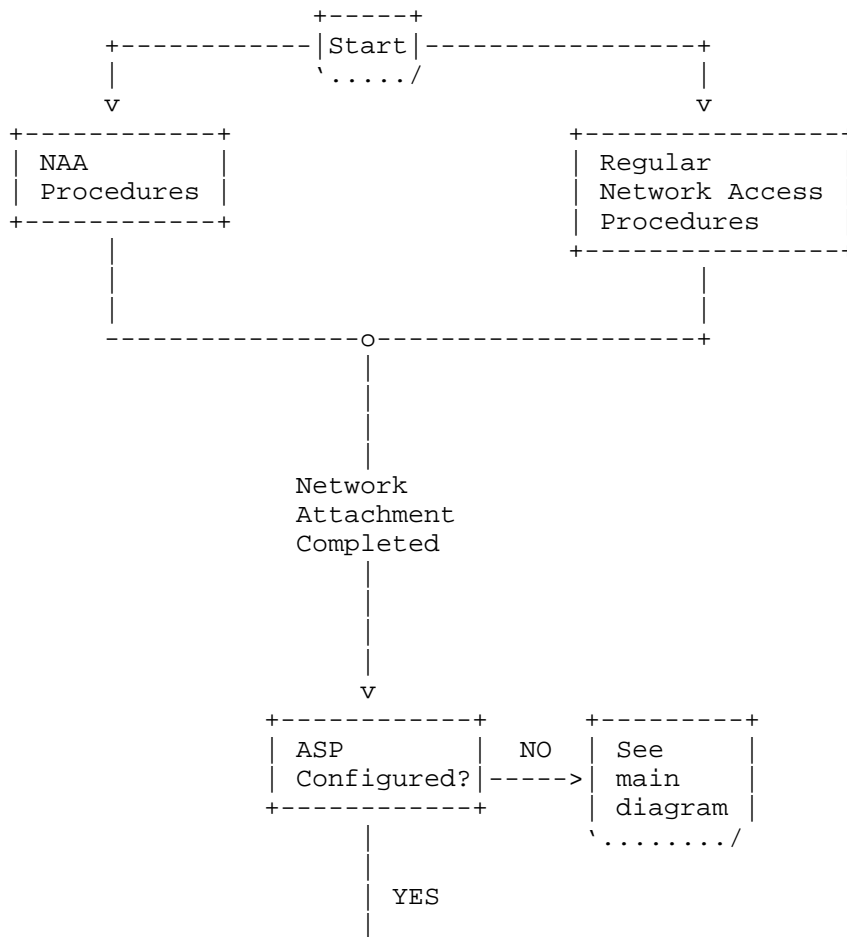 Start
NAA
Procedures
Regular
Network Access
Procedures
Network
Attachment
Completed
ASP
Configured?
NO
See
main
diagram
YES